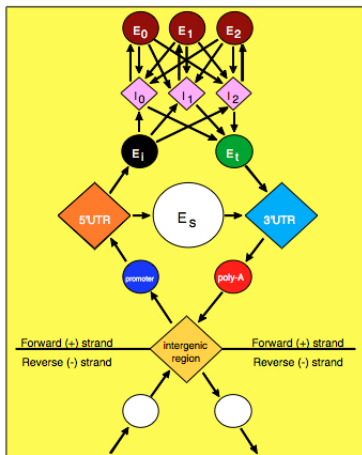 E0 E1 E2
I0 I1 I2
Ei Et
5'UTR Es 3'UTR
promoter poly-A
intergenic
region
Forward (+) strand Forward (+) strand
Reverse (-) strand Reverse (-) strand